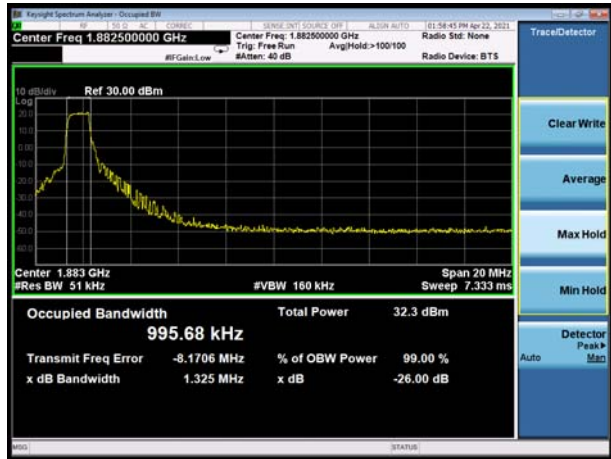 Keysight Spectrum Analyzer - Occupied BW
RF 50 Ω AC CORREC SENSE:INT SOURCE OFF ALIGN AUTO 01:56:45 PM Apr 22, 2021
Center Freq 1.882500000 GHz
Center Freq: 1.882500000 GHz
Radio Std: None
Trig: Free Run Avg|Hold:>100/100
#IFGain:Low #Atten: 40 dB Radio Device: BTS
Trace/Detector
10 dB/div Ref 30.00 dBm
Log
20.0
10.0
0.00
10.0
20.0
30.0
40.0
50.0
60.0
Clear Write
Average
Max Hold
Min Hold
Detector
Peak
Auto Man
Center 1.883 GHz Span 20 MHz
#Res BW 51 kHz #VBW 160 kHz Sweep 7.333 ms
Occupied Bandwidth Total Power 32.3 dBm
995.68 kHz
Transmit Freq Error -8.1706 MHz % of OBW Power 99.00 %
x dB Bandwidth 1.325 MHz x dB -26.00 dB
MSG STATUS